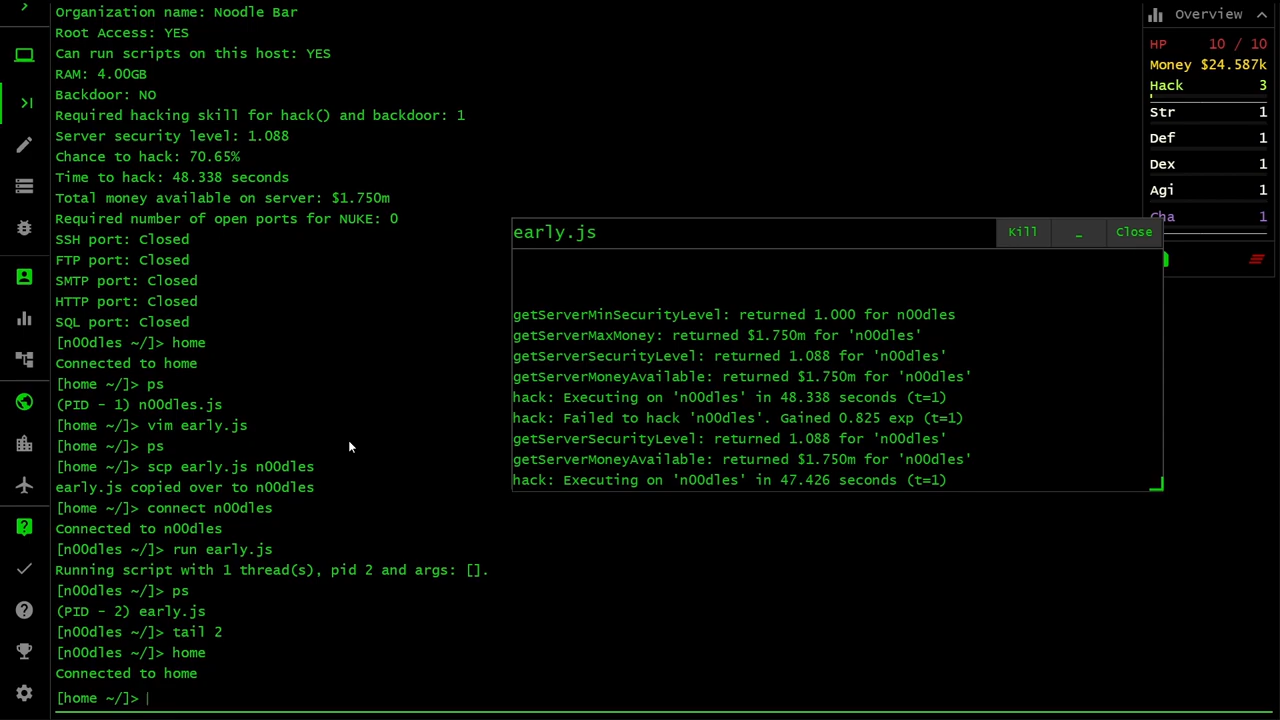 Organization name: Noodle Bar
Root Access: YES
Can run scripts on this host: YES
RAM: 4.00GB
Backdoor: NO
Required hacking skill for hack() and backdoor: 1
Server security level: 1.088
Chance to hack: 70.65%
Time to hack: 48.338 seconds
Total money available on server: $1.750m
Required number of open ports for NUKE: 0
SSH port: Closed
FTP port: Closed
SMTP port: Closed
HTTP port: Closed
SQL port: Closed
[n00dles ~/]> home
Connected to home
[home ~/]> ps
(PID - 1) n00dles.js
[home ~/]> vim early.js
[home ~/]> ps
[home ~/]> scp early.js n00dles
early.js copied over to n00dles
[home ~/]> connect n00dles
Connected to n00dles
[n00dles ~/]> run early.js
Running script with 1 thread(s), pid 2 and args: [].
[n00dles ~/]> ps
(PID - 2) early.js
[n00dles ~/]> tail 2
[n00dles ~/]> home
Connected to home
[home ~/]>
early.js Kill _ Close
getServerMinSecurityLevel: returned 1.000 for n00dles
getServerMaxMoney: returned $1.750m for 'n00dles'
getServerSecurityLevel: returned 1.088 for 'n00dles'
getServerMoneyAvailable: returned $1.750m for 'n00dles'
hack: Executing on 'n00dles' in 48.338 seconds (t=1)
hack: Failed to hack 'n00dles'. Gained 0.825 exp (t=1)
getServerSecurityLevel: returned 1.088 for 'n00dles'
getServerMoneyAvailable: returned $1.750m for 'n00dles'
hack: Executing on 'n00dles' in 47.426 seconds (t=1)
Overview
HP 10 / 10
Money $24.587k
Hack 3
Str 1
Def 1
Dex 1
Agi 1
Cha 1